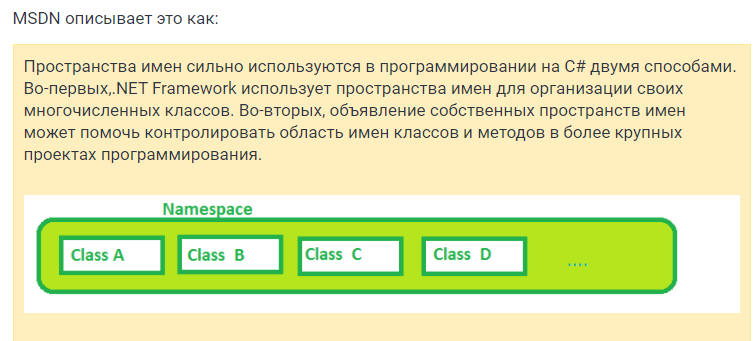 MSDN описывает это как:
Пространства имен сильно используются в программировании на C# двумя способами.
Во-первых,.NET Framework использует пространства имен для организации своих
многочисленных классов. Во-вторых, объявление собственных пространств имен
может помочь контролировать область имен классов и методов в более крупных
проектах программирования.
Namespace
Class A Class B Class C Class D ....